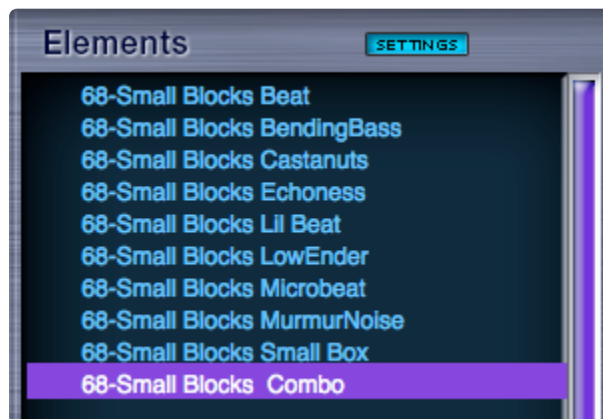 Elements
SETTINGS
68-Small Blocks Beat
68-Small Blocks BendingBass
68-Small Blocks Castanuts
68-Small Blocks Echoness
68-Small Blocks Lil Beat
68-Small Blocks LowEnder
68-Small Blocks Microbeat
68-Small Blocks MurmurNoise
68-Small Blocks Small Box
68-Small Blocks  Combo